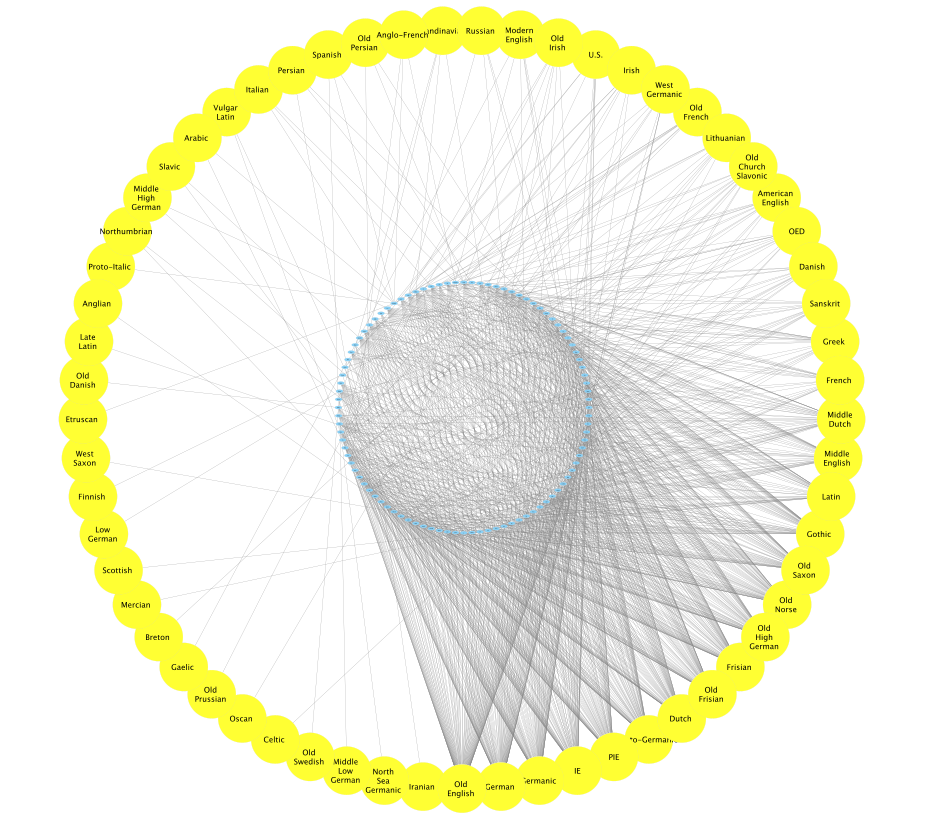 Anglo-French
ndinavi.
Russian
Modern
English
Old
Irish
U.S.
Irish
West
Germanic
Old
French
Lithuanian
Old
Church
Slavonic
American
English
OED
Danish
Sanskrit
Greek
French
Middle
Dutch
Middle
English
Latin
Gothic
Old
Saxon
Old
Norse
Old
High
German
Frisian
Old
Frisian
Dutch
PIE
IE
Germanic
German
Old
English
Iranian
North
Sea
Germanic
Middle
Low
German
Old
Swedish
Celtic
Oscan
Old
Prussian
Gaelic
Breton
Mercian
Scottish
Low
German
Finnish
West
Saxon
Etruscan
Old
Danish
Late
Latin
Anglian
Proto-Italic
Northumbrian
Middle
High
German
Slavic
Arabic
Vulgar
Latin
Italian
Persian
Spanish
Old
Persian